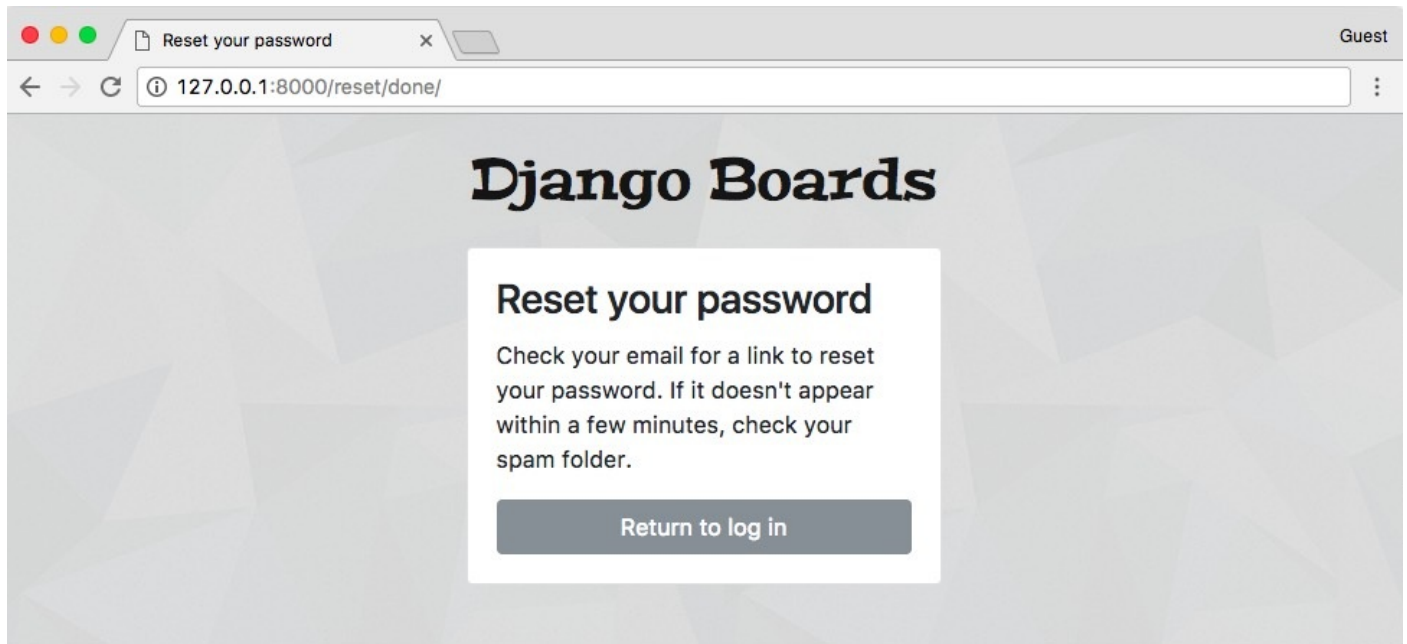 Reset your password
Guest
127.0.0.1:8000/reset/done/
Django Boards
Reset your password
Check your email for a link to reset
your password. If it doesn't appear
within a few minutes, check your
spam folder.
Return to log in